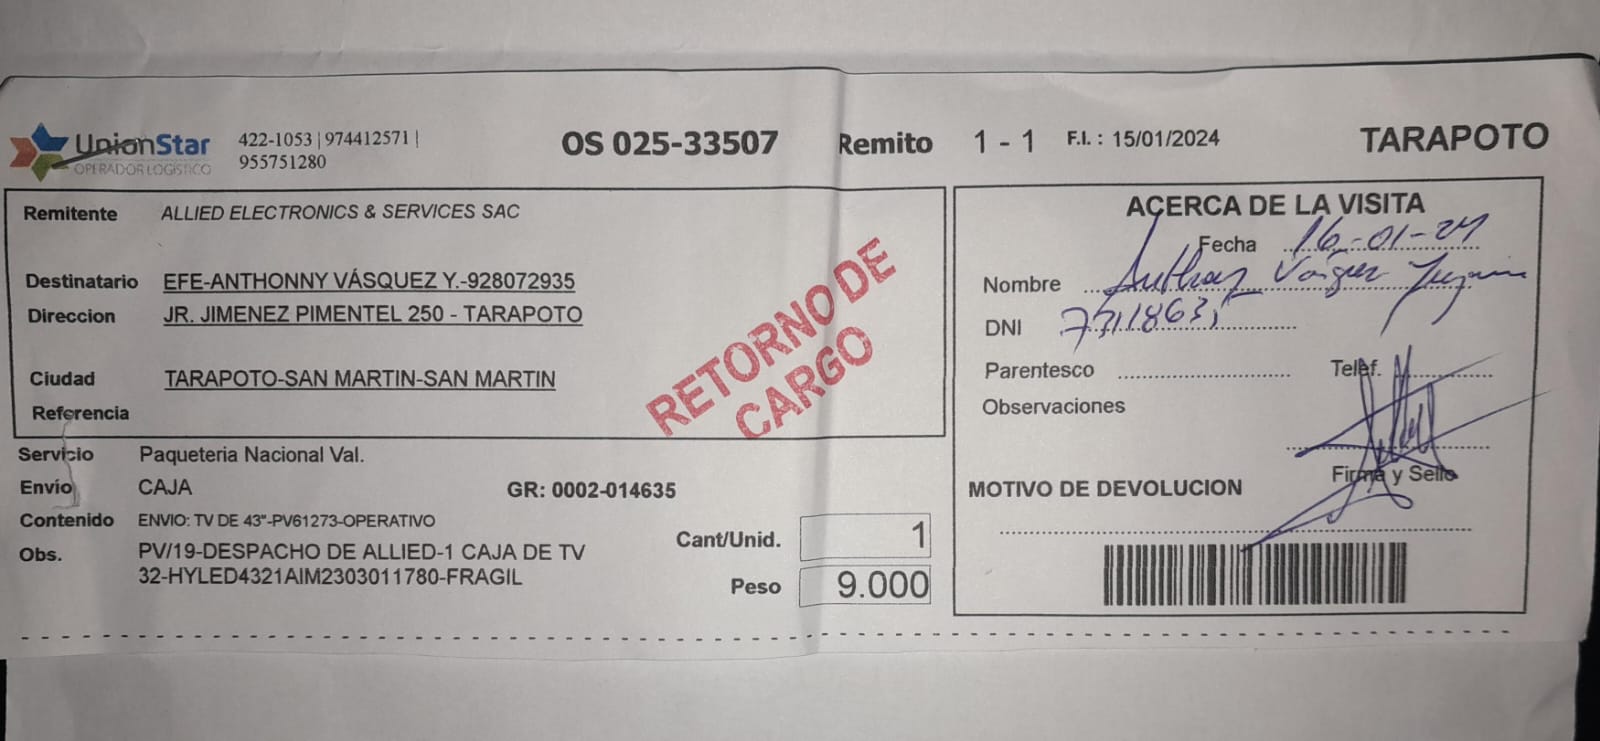 UnionStar
OPERADOR LOGÍSTICO
422-1053 | 974412571 |
955751280
OS 025-33507
Remito 1 - 1
F.I. : 15/01/2024
TARAPOTO
Remitente ALLIED ELECTRONICS & SERVICES SAC
Destinatario EFE-ANTHONNY VÁSQUEZ Y.-928072935
Direccion JR. JIMENEZ PIMENTEL 250 - TARAPOTO
Ciudad TARAPOTO-SAN MARTIN-SAN MARTIN
Referencia
RETORNO DE
CARGO
Servicio Paqueteria Nacional Val.
Envío CAJA
GR: 0002-014635
Contenido ENVIO: TV DE 43"-PV61273-OPERATIVO
Obs. PV/19-DESPACHO DE ALLIED-1 CAJA DE TV
32-HYLED4321AIM2303011780-FRAGIL
Cant/Unid. 1
Peso 9.000
ACERCA DE LA VISITA
Fecha 16-01-24
Nombre Vásquez
DNI
Parentesco
Teléf.
Observaciones
Firma y Sello
MOTIVO DE DEVOLUCION